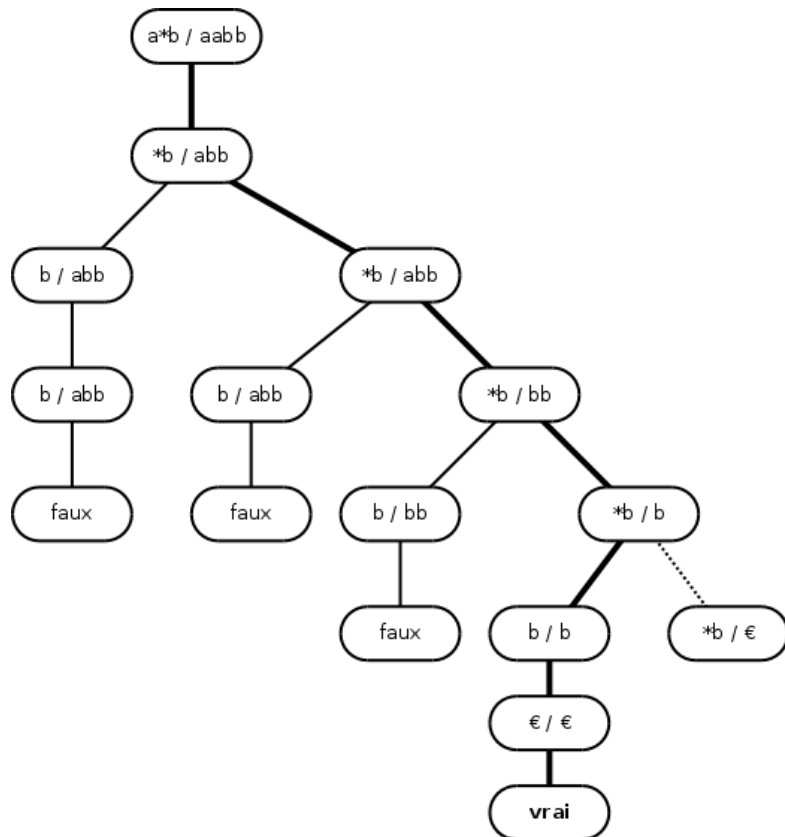 a*b / aabb
*b / abb
b / abb
*b / abb
b / abb
b / abb
*b / bb
faux
faux
b / bb
*b / b
faux
b / b
*b / €
€ / €
vrai